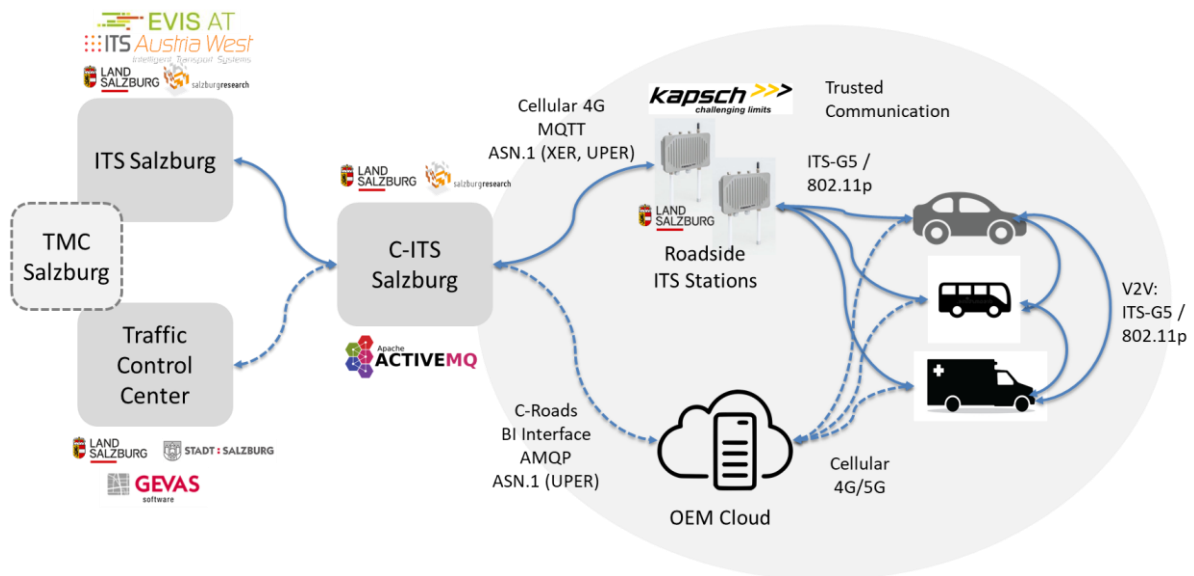 EVIS AT
ITS Austria West
Intelligent Transport Systems
LAND
SALZBURG
salzburgresearch
ITS Salzburg
TMC
Salzburg
Traffic
Control
Center
LAND
SALZBURG
STADT : SALZBURG
GEVAS
software
LAND
SALZBURG
salzburgresearch
C-ITS
Salzburg
Apache
ACTIVEMQ
Cellular 4G
MQTT
ASN.1 (XER, UPER)
kapsch >>>
challenging limits
LAND
SALZBURG
Roadside
ITS Stations
Trusted
Communication
ITS-G5 /
802.11p
V2V:
ITS-G5 /
802.11p
C-Roads
BI Interface
AMQP
ASN.1 (UPER)
OEM Cloud
Cellular
4G/5G